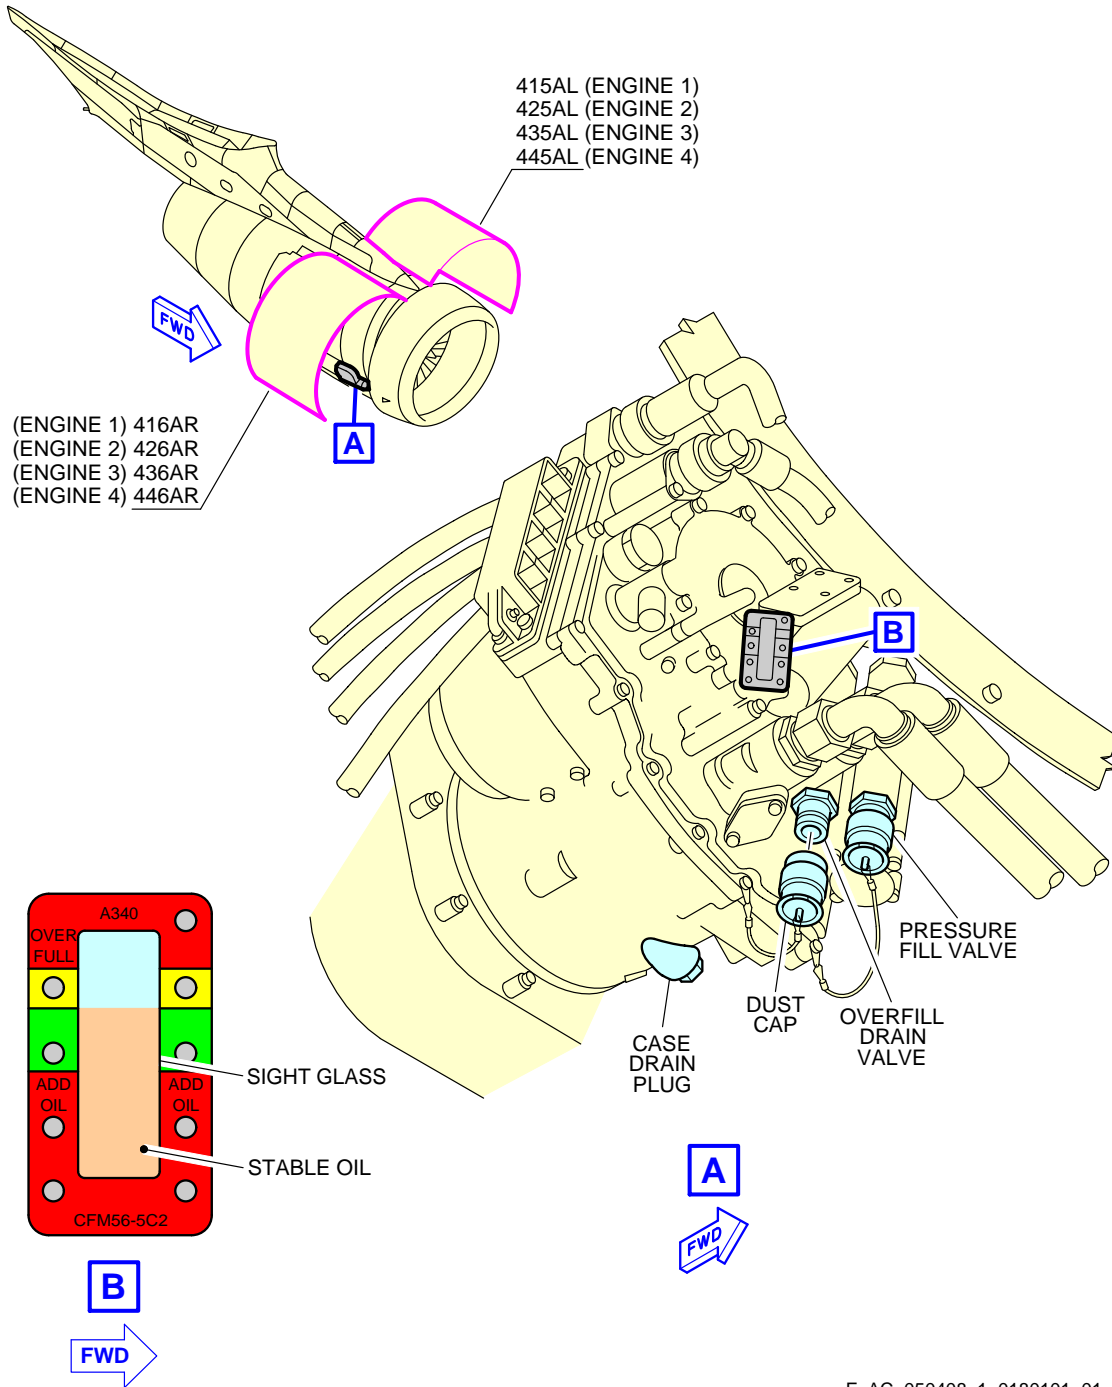 415AL (ENGINE 1)
425AL (ENGINE 2)
435AL (ENGINE 3)
445AL (ENGINE 4)
FWD
A
(ENGINE 1) 416AR
(ENGINE 2) 426AR
(ENGINE 3) 436AR
(ENGINE 4) 446AR
B
PRESSURE
FILL VALVE
DUST
CAP
OVERFILL
DRAIN
VALVE
CASE
DRAIN
PLUG
A340
OVER
FULL
SIGHT GLASS
ADD
OIL
ADD
OIL
STABLE OIL
CFM56-5C2
A
FWD
B
FWD